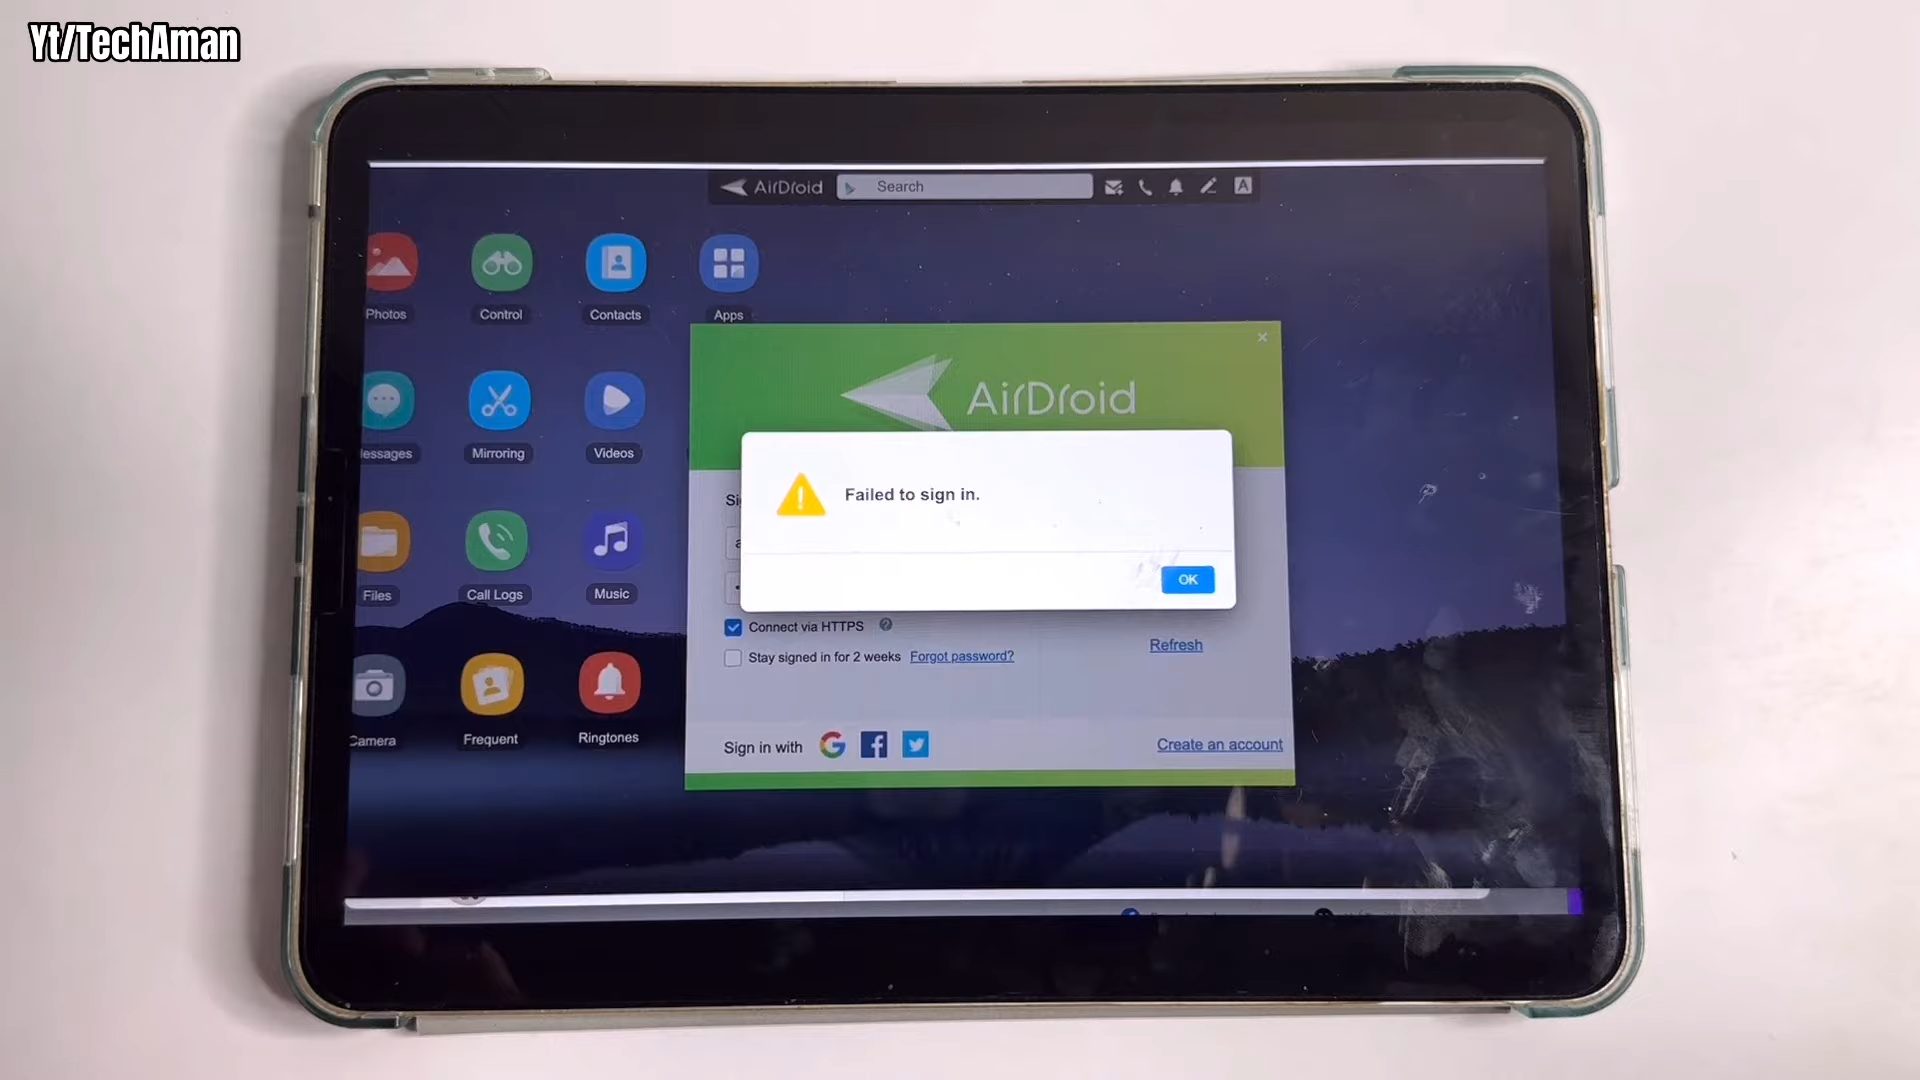 Yt/TechAman
AirDroid
Search
A
Photos
Control
Contacts
Apps
AirDroid
essages
Mirroring
Videos
Failed to sign in.
OK
Files
Call Logs
Music
Connect via HTTPS
?
Refresh
Stay signed in for 2 weeks
Forgot password?
Camera
Frequent
Ringtones
Sign in with
Create an account